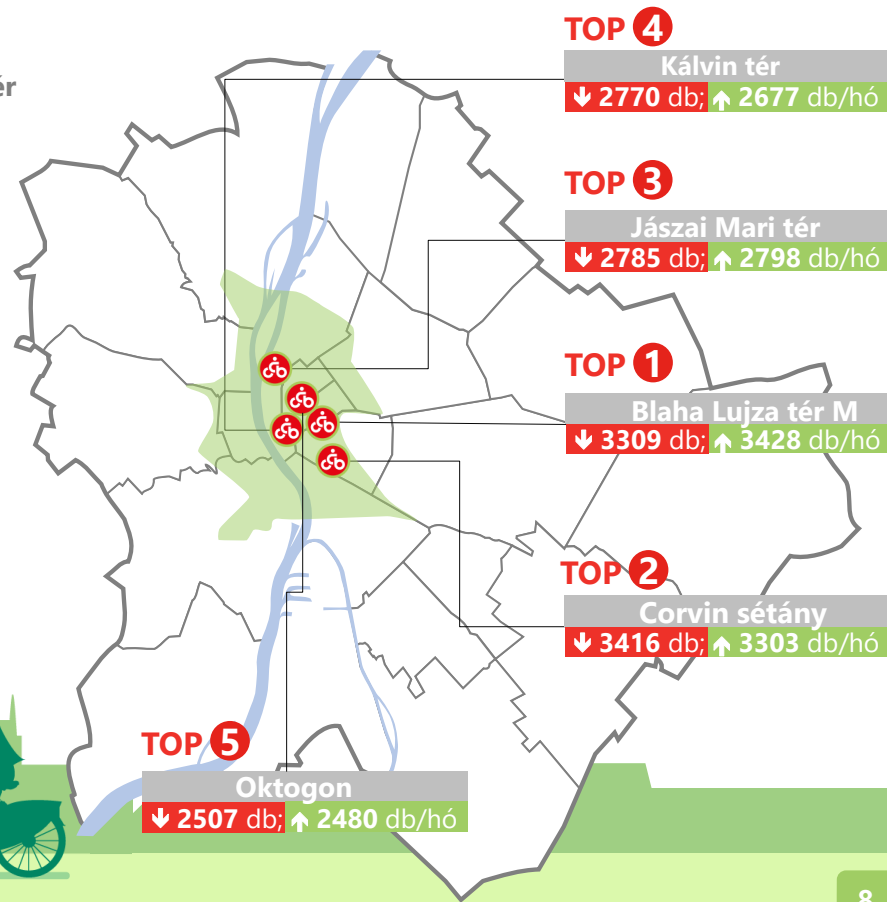 TOP 4
Kálvin tér
↓ 2770 db; ↑ 2677 db/hó
ér
TOP 3
Jászai Mari tér
↓ 2785 db; ↑ 2798 db/hó
TOP 1
Blaha Lujza tér M
↓ 3309 db; ↑ 3428 db/hó
TOP 2
Corvin sétány
↓ 3416 db; ↑ 3303 db/hó
TOP 5
Oktogon
↓ 2507 db; ↑ 2480 db/hó
8